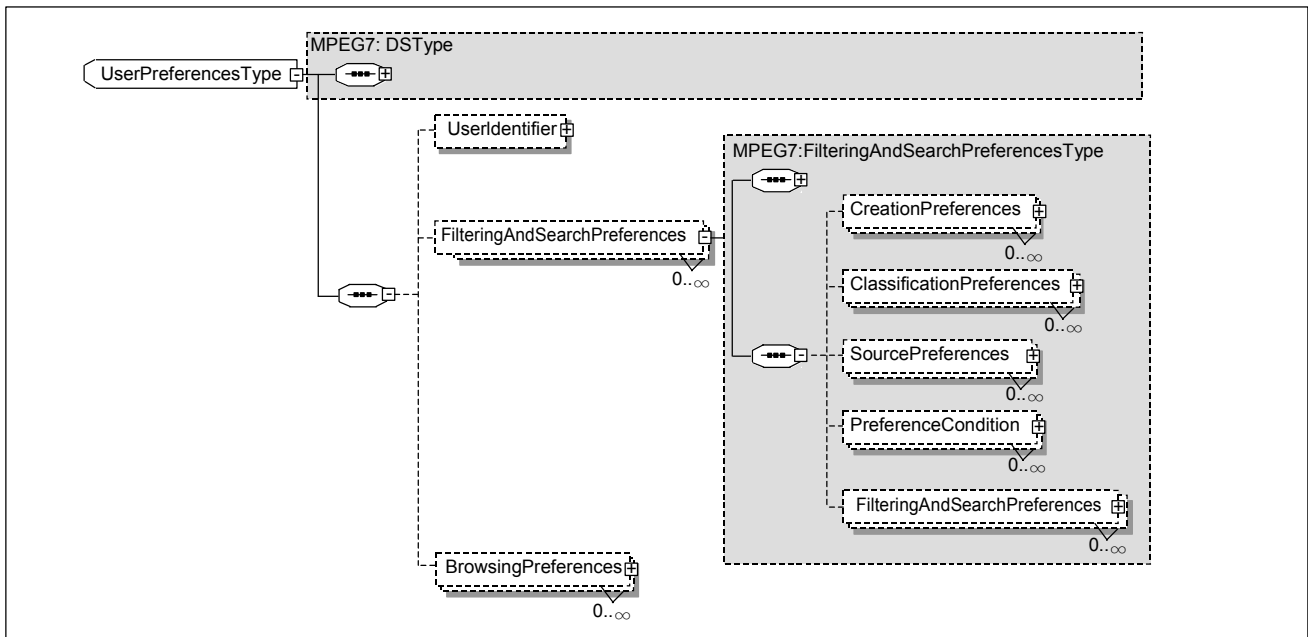 MPEG7: DSType
UserPreferencesType
UserIdentifier
MPEG7:FilteringAndSearchPreferencesType
CreationPreferences
0..∞
FilteringAndSearchPreferences
0..∞
ClassificationPreferences
0..∞
SourcePreferences
0..∞
PreferenceCondition
0..∞
FilteringAndSearchPreferences
0..∞
BrowsingPreferences
0..∞